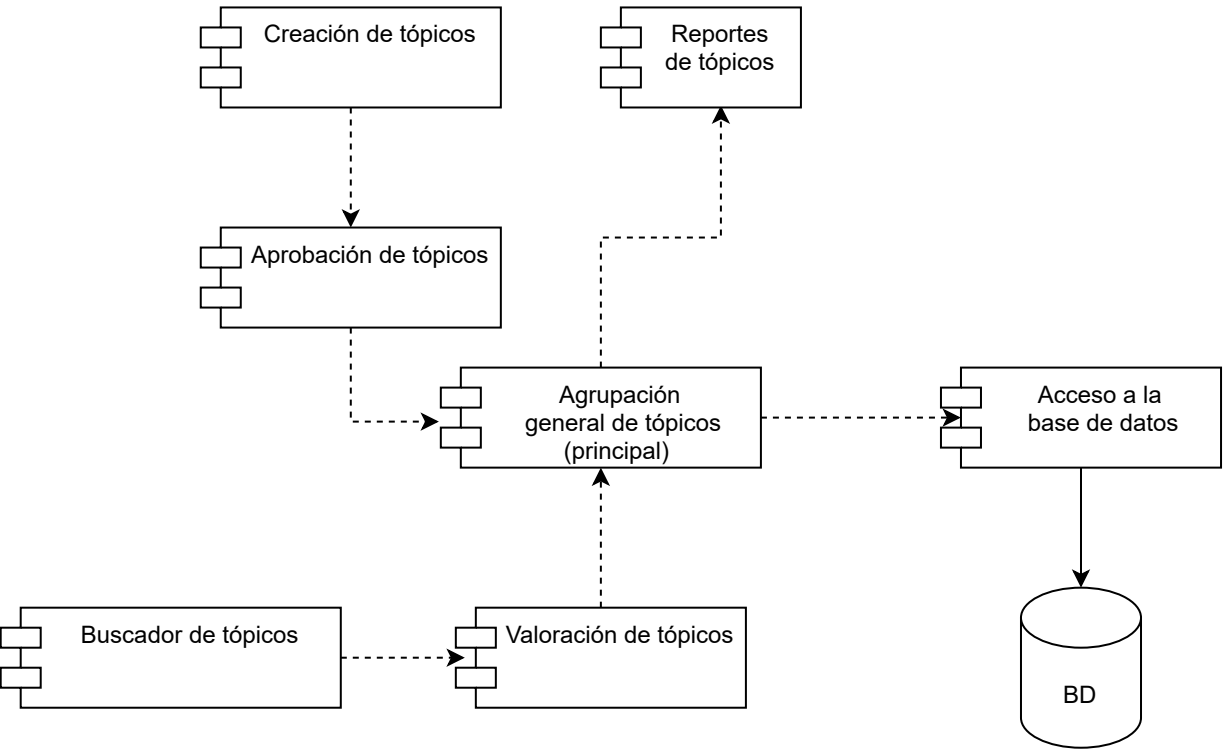 Creación de tópicos
Reportes
de tópicos
Aprobación de tópicos
Agrupación
general de tópicos
(principal)
Acceso a la
base de datos
Buscador de tópicos
Valoración de tópicos
BD